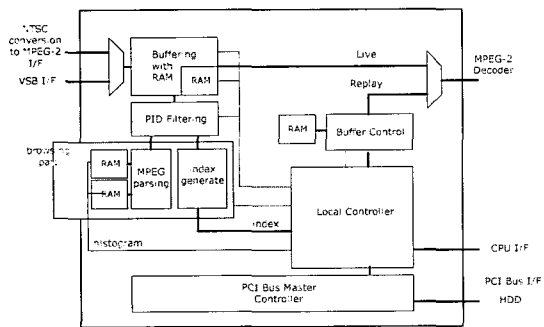 NTSC
conversion
to MPEG-2
I/F
VSB I/F
Buffering
with
RAM
RAM
Live
MPEG-2
Decoder
Replay
PID Filtering
RAM
Buffer Control
browsing
part
RAM
RAM
MPEG
parsing
index
generate
Local Controller
index
histogram
CPU I/F
PCI Bus Master
Controller
PCI Bus I/F
HDD